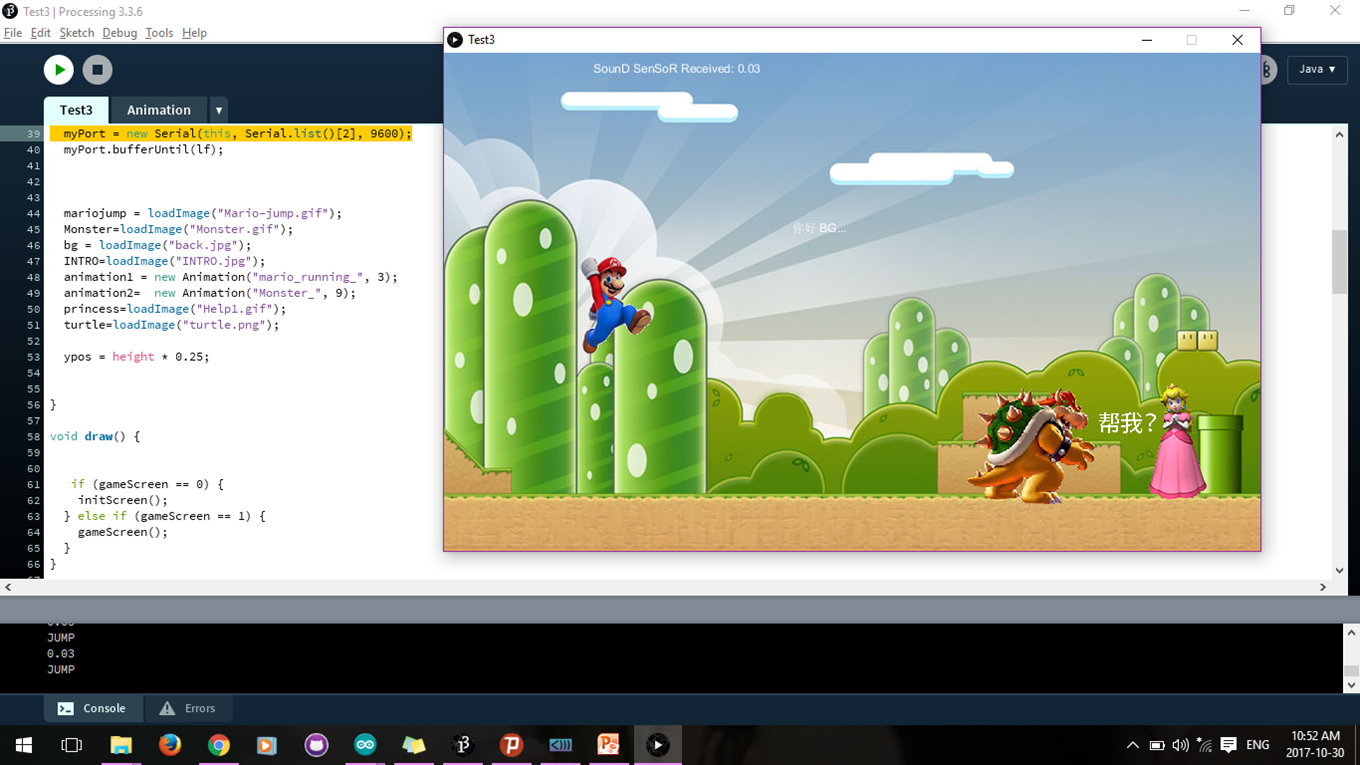 Test3 | Processing 3.3.6
File Edit Sketch Debug Tools Help
Java ▾
Test3 Animation ▾
39 myPort = new Serial(this, Serial.list()[2], 9600);
40 myPort.bufferUntil(lf);
41
42
43
44 mariojump = loadImage("Mario-jump.gif");
45 Monster=loadImage("Monster.gif");
46 bg = loadImage("back.jpg");
47 INTRO=loadImage("INTRO.jpg");
48 animation1 = new Animation("mario_running_", 3);
49 animation2= new Animation("Monster_", 9);
50 princess=loadImage("Help1.gif");
51 turtle=loadImage("turtle.png");
52
53 ypos = height * 0.25;
54
55
56 }
57
58 void draw() {
59
60
61 if (gameScreen == 0) {
62 initScreen();
63 } else if (gameScreen == 1) {
64 gameScreen();
65 }
66 }
Test3
SounD SenSoR Received: 0.03
你好 BG...
帮我?
JUMP
0.03
JUMP
Console Errors
ENG
10:52 AM
2017-10-30